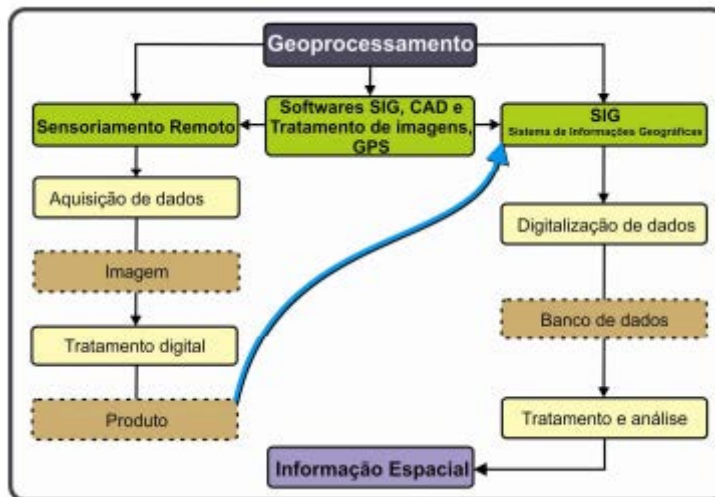 Geoprocessamento
Sensoriamento Remoto
Softwares SIG, CAD e
Tratamento de imagens,
GPS
SIG
Sistema de Informações Geográficas
Aquisição de dados
Imagem
Tratamento digital
Produto
Digitalização de dados
Banco de dados
Tratamento e análise
Informação Espacial